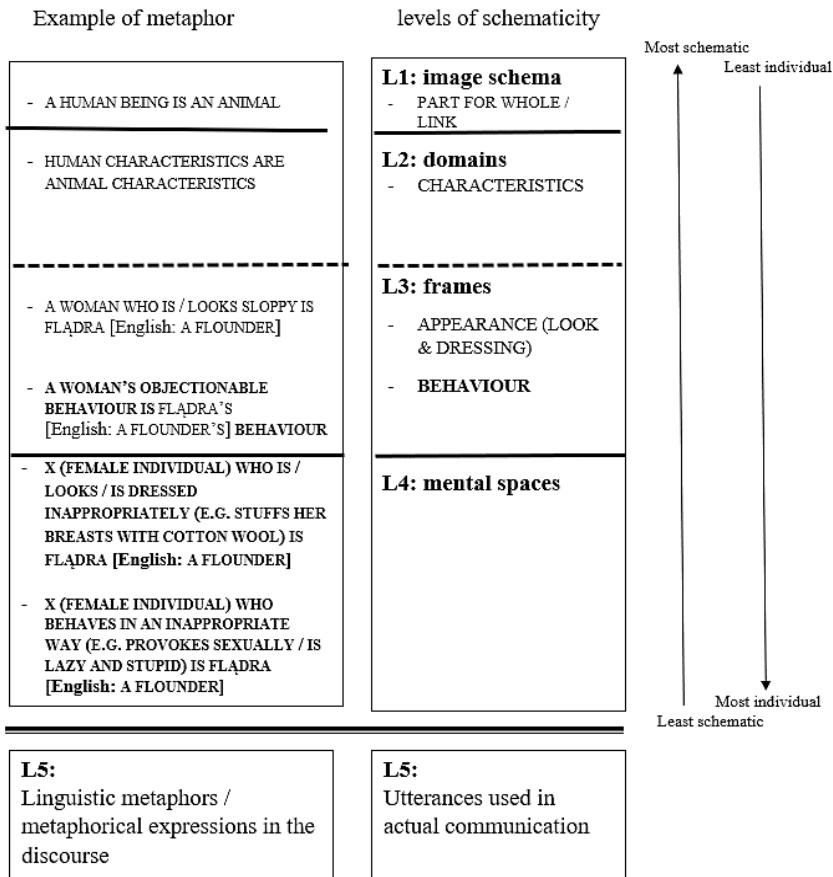 Example of metaphor
levels of schematicity
Most schematic
Least individual
- A HUMAN BEING IS AN ANIMAL
L1: image schema
- PART FOR WHOLE /
LINK
- HUMAN CHARACTERISTICS ARE
ANIMAL CHARACTERISTICS
L2: domains
- CHARACTERISTICS
- A WOMAN WHO IS / LOOKS SLOPPY IS
FLĄDRA [English: A FLOUNDER]
- A WOMAN'S OBJECTIONABLE
BEHAVIOUR IS FLĄDRA'S
[English: A FLOUNDER'S] BEHAVIOUR
L3: frames
- APPEARANCE (LOOK
& DRESSING)
- BEHAVIOUR
- X (FEMALE INDIVIDUAL) WHO IS /
LOOKS / IS DRESSED
INAPPROPRIATELY (E.G. STUFFS HER
BREASTS WITH COTTON WOOL) IS
FLĄDRA [English: A FLOUNDER]
- X (FEMALE INDIVIDUAL) WHO
BEHAVES IN AN INAPPROPRIATE
WAY (E.G. PROVOKES SEXUALLY / IS
LAZY AND STUPID) IS FLĄDRA
[English: A FLOUNDER]
L4: mental spaces
Most individual
Least schematic
L5:
Linguistic metaphors /
metaphorical expressions in the
discourse
L5:
Utterances used in
actual communication